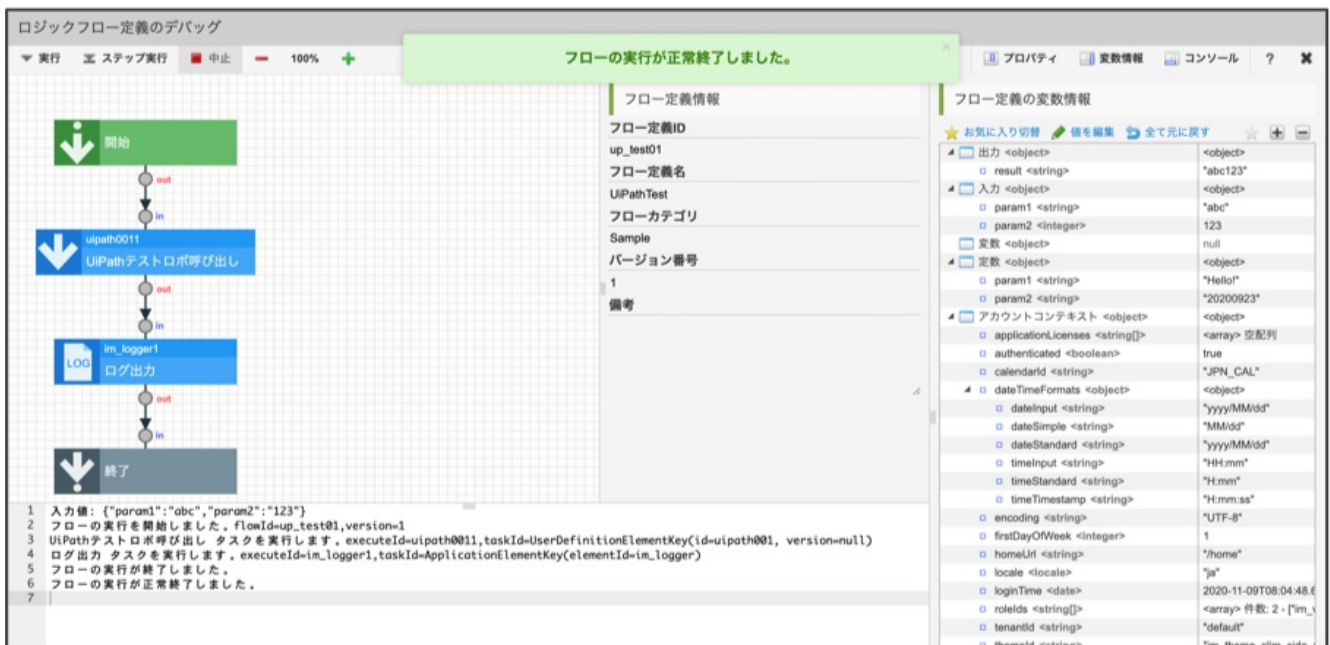 ロジックフロー定義のデバッグ
実行 ステップ実行 中止 100%
フローの実行が正常終了しました。
プロパティ 変数情報 コンソール ?
開始
out
in
uipath0011
UiPathテストロボ呼び出し
out
in
LOG
im_logger1
ログ出力
out
in
終了
フロー定義情報
フロー定義ID
up_test01
フロー定義名
UiPathTest
フローカテゴリ
Sample
バージョン番号
1
備考
フロー定義の変数情報
お気に入り切替 値を編集 全て元に戻す
出力 <object> <object>
result <string> "abc123"
入力 <object> <object>
param1 <string> "abc"
param2 <integer> 123
変数 <object> null
定数 <object> <object>
param1 <string> "Hello!"
param2 <string> "20200923"
アカウントコンテキスト <object> <object>
applicationLicenses <string[]> <array> 空配列
authenticated <boolean> true
calendarId <string> "JPN_CAL"
dateTimeFormats <object> <object>
dateInput <string> "yyyy/MM/dd"
dateSimple <string> "MM/dd"
dateStandard <string> "yyyy/MM/dd"
timeInput <string> "HH:mm"
timeStandard <string> "H:mm"
timeTimestamp <string> "H:mm:ss"
encoding <string> "UTF-8"
firstDayOfWeek <integer> 1
homeUrl <string> "/home"
locale <locale> "ja"
loginTime <date> 2020-11-09T08:04:48.6
roleIds <string[]> <array> 件数: 2 - ["im_
tenantId <string> "default"
1 入力値: {"param1":"abc","param2":"123"}
2 フローの実行を開始しました。flowId=up_test01,version=1
3 UiPathテストロボ呼び出し タスクを実行します。executeId=uipath0011,taskId=UserDefinitionElementKey(id=uipath001, version=null)
4 ログ出力 タスクを実行します。executeId=im_logger1,taskId=ApplicationElementKey(elementId=im_logger)
5 フローの実行が終了しました。
6 フローの実行が正常終了しました。
7